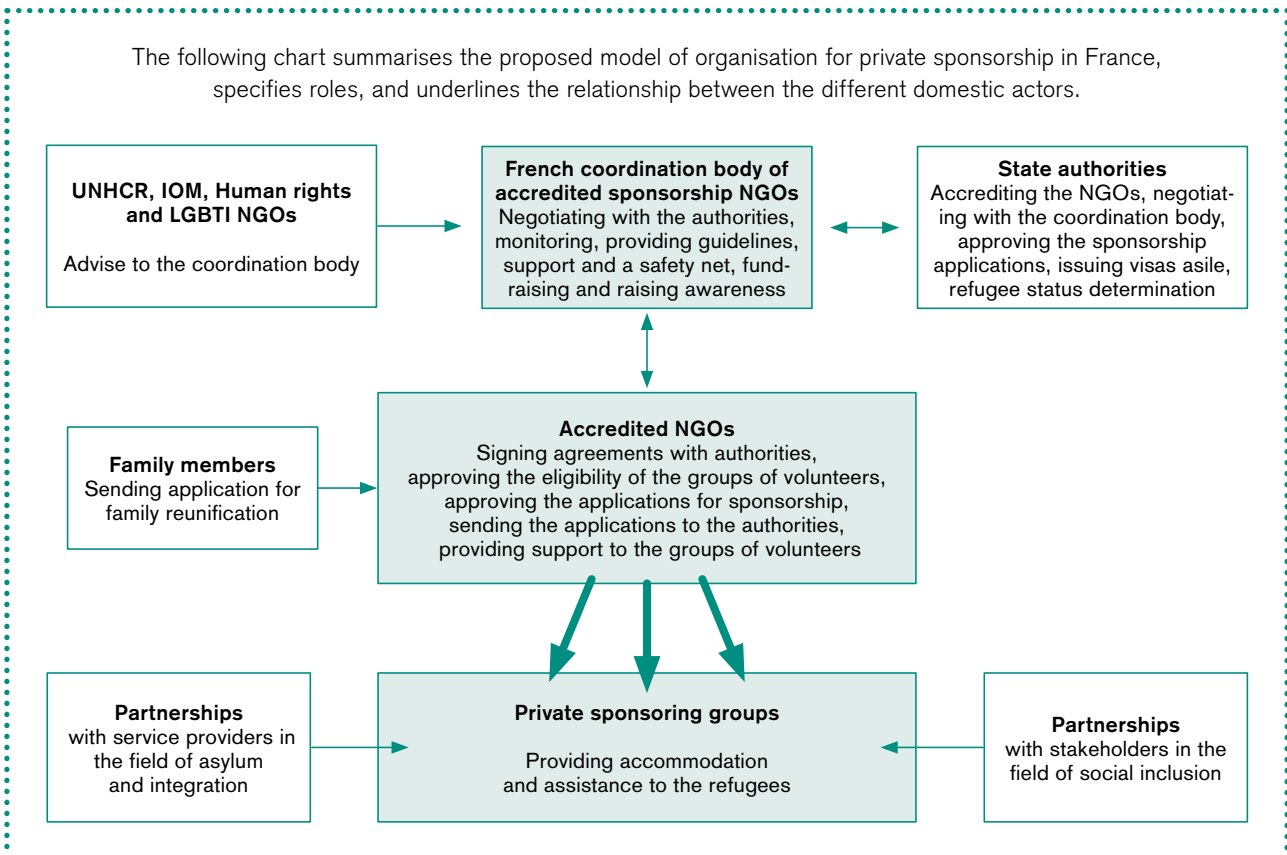 The following chart summarises the proposed model of organisation for private sponsorship in France,
specifies roles, and underlines the relationship between the different domestic actors.
UNHCR, IOM, Human rights
and LGBTI NGOs
Advise to the coordination body
French coordination body of
accredited sponsorship NGOs
Negotiating with the authorities,
monitoring, providing guidelines,
support and a safety net, fund-
raising and raising awareness
State authorities
Accrediting the NGOs, negotiat-
ing with the coordination body,
approving the sponsorship
applications, issuing visas asile,
refugee status determination
Family members
Sending application for
family reunification
Accredited NGOs
Signing agreements with authorities,
approving the eligibility of the groups of volunteers,
approving the applications for sponsorship,
sending the applications to the authorities,
providing support to the groups of volunteers
Partnerships
with service providers in
the field of asylum
and integration
Private sponsoring groups
Providing accommodation
and assistance to the refugees
Partnerships
with stakeholders in the
field of social inclusion